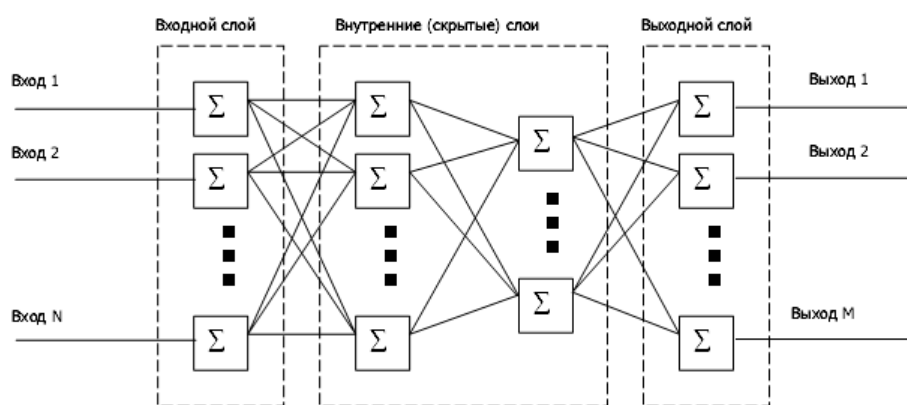 Входной слой
Внутренние (скрытые) слои
Выходной слой
Вход 1
Σ
Σ
Σ
Выход 1
Вход 2
Σ
Σ
Σ
Выход 2
Вход N
Σ
Σ
Σ
Σ
Выход M